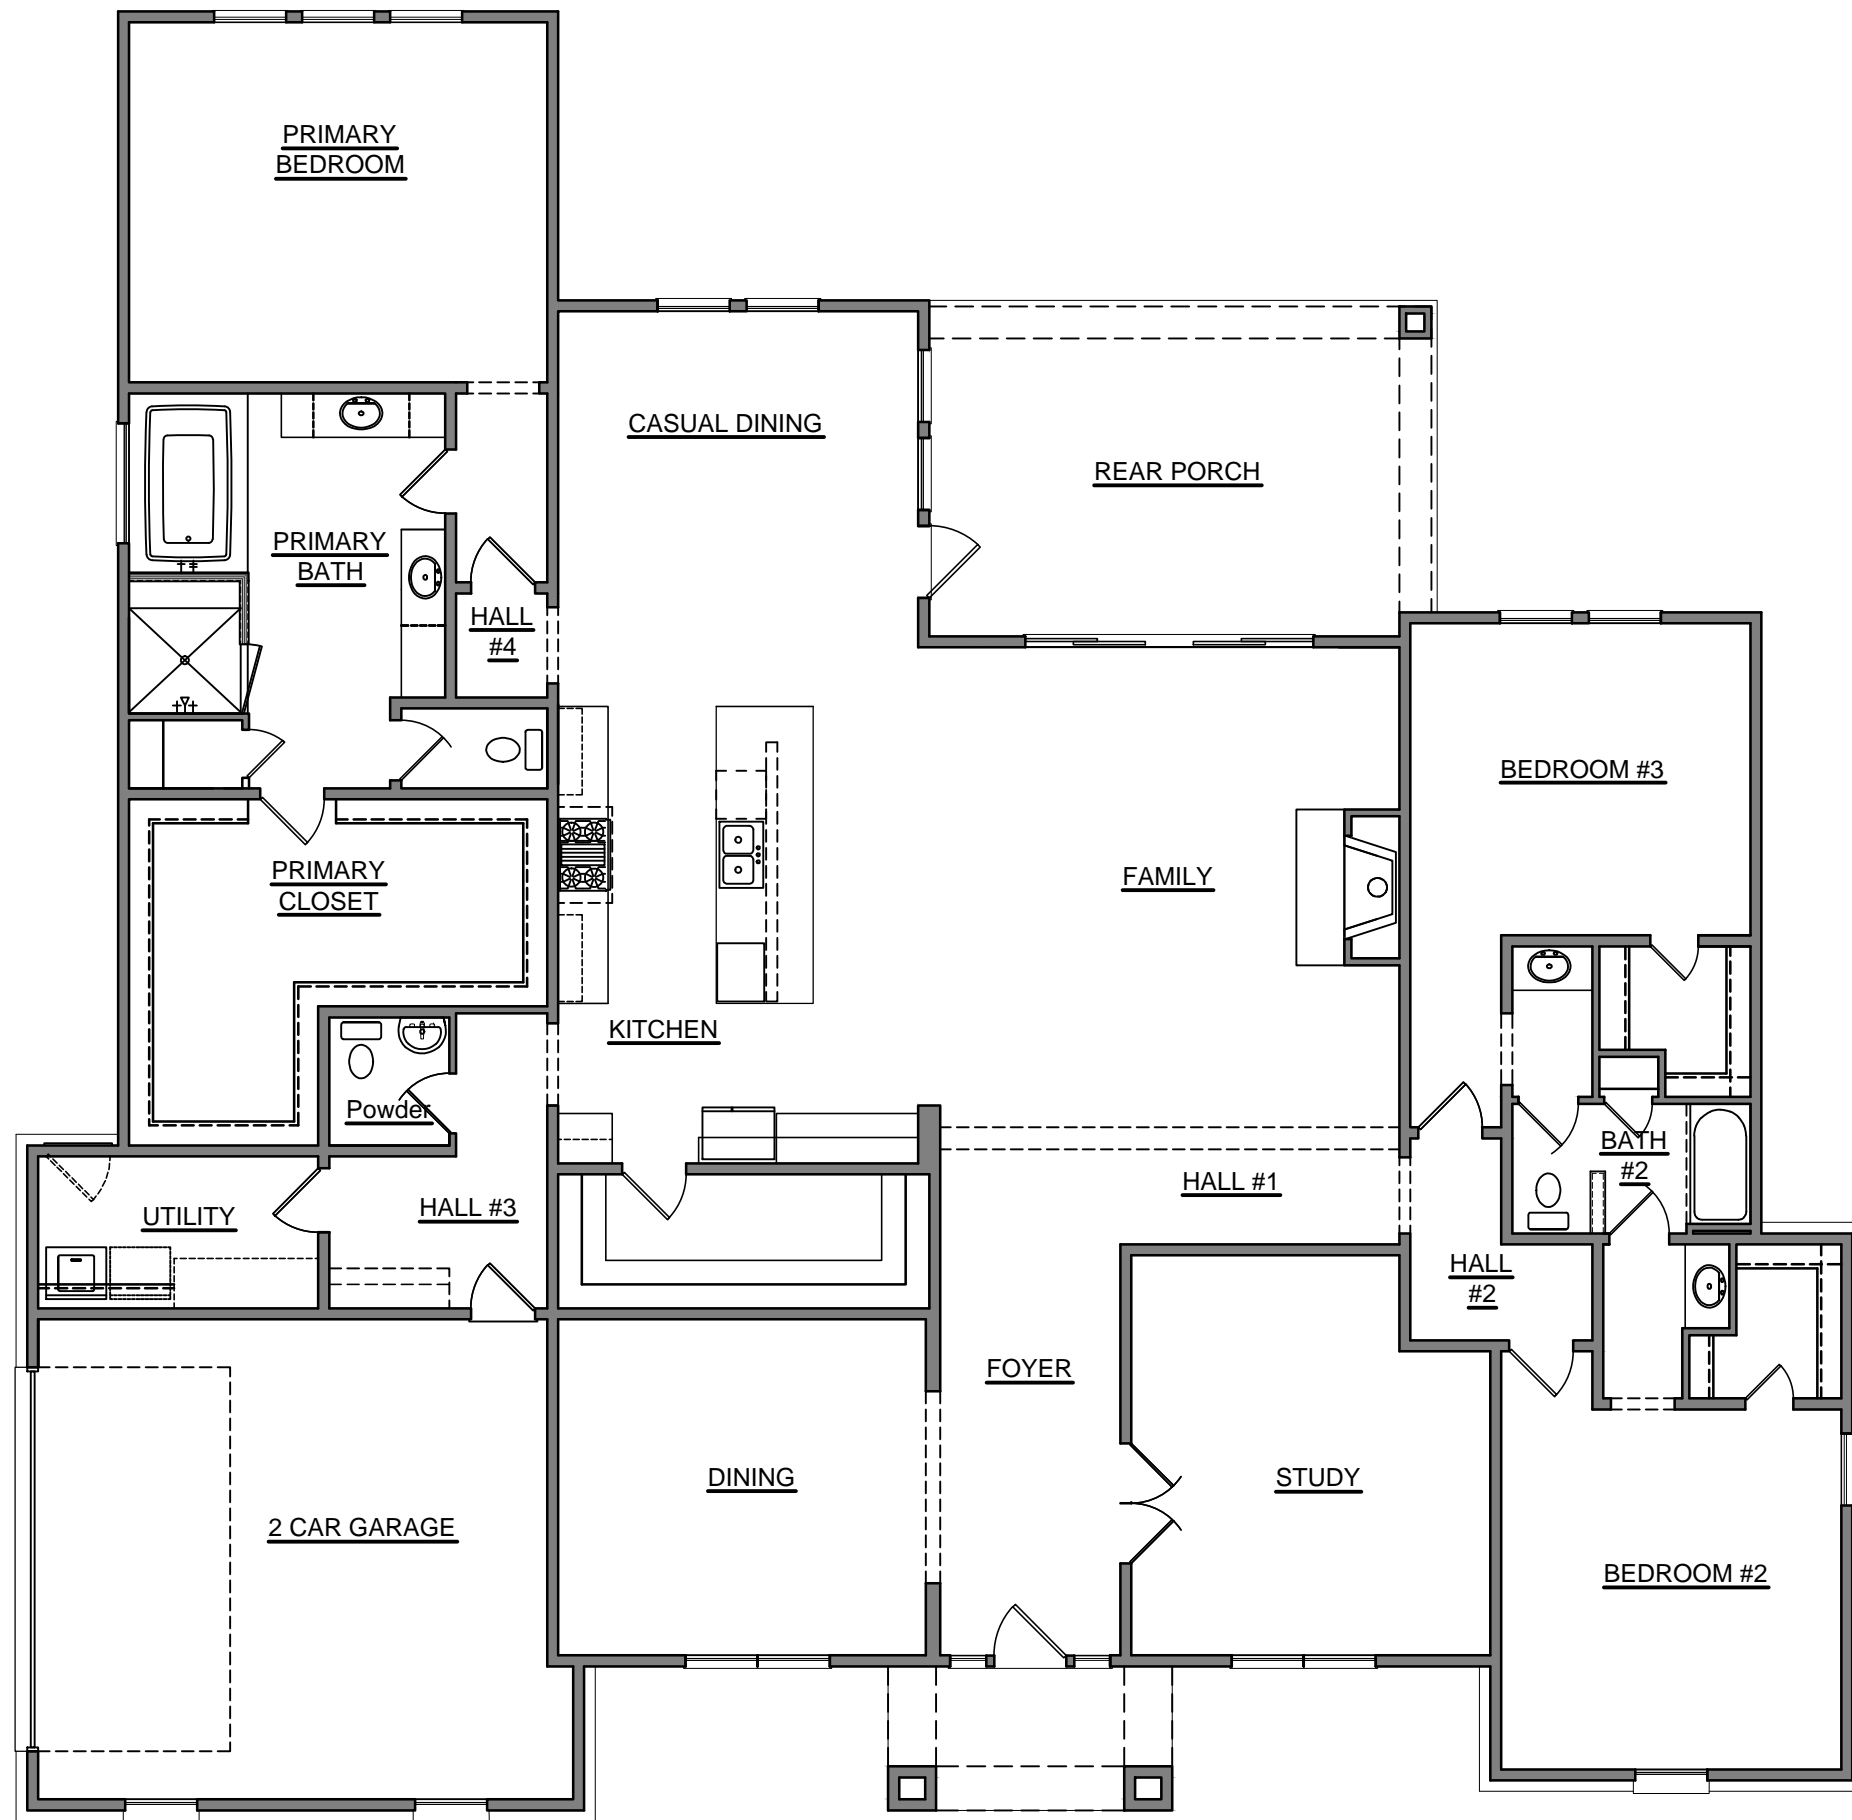 PRIMARY
BEDROOM
CASUAL DINING
REAR PORCH
PRIMARY
BATH
HALL
#4
BEDROOM #3
PRIMARY
CLOSET
FAMILY
KITCHEN
Powder
BATH
#2
HALL #1
UTILITY
HALL #3
HALL
#2
FOYER
DINING
STUDY
2 CAR GARAGE
BEDROOM #2